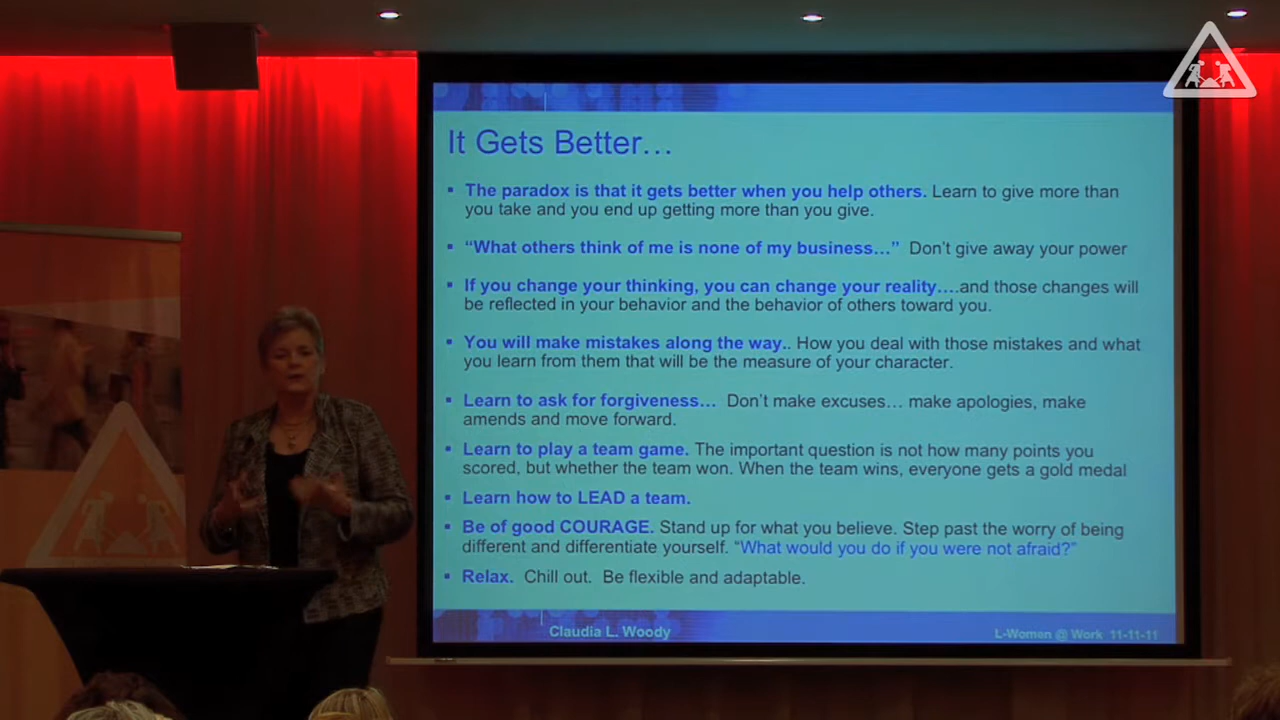 It Gets Better…
▪ The paradox is that it gets better when you help others. Learn to give more than
you take and you end up getting more than you give.
▪ “What others think of me is none of my business…” Don't give away your power
▪ If you change your thinking, you can change your reality….and those changes will
be reflected in your behavior and the behavior of others toward you.
▪ You will make mistakes along the way.. How you deal with those mistakes and what
you learn from them that will be the measure of your character.
▪ Learn to ask for forgiveness… Don't make excuses… make apologies, make
amends and move forward.
▪ Learn to play a team game. The important question is not how many points you
scored, but whether the team won. When the team wins, everyone gets a gold medal
▪ Learn how to LEAD a team.
▪ Be of good COURAGE. Stand up for what you believe. Step past the worry of being
different and differentiate yourself. “What would you do if you were not afraid?”
▪ Relax. Chill out. Be flexible and adaptable.
Claudia L. Woody
L-Women @ Work 11-11-11